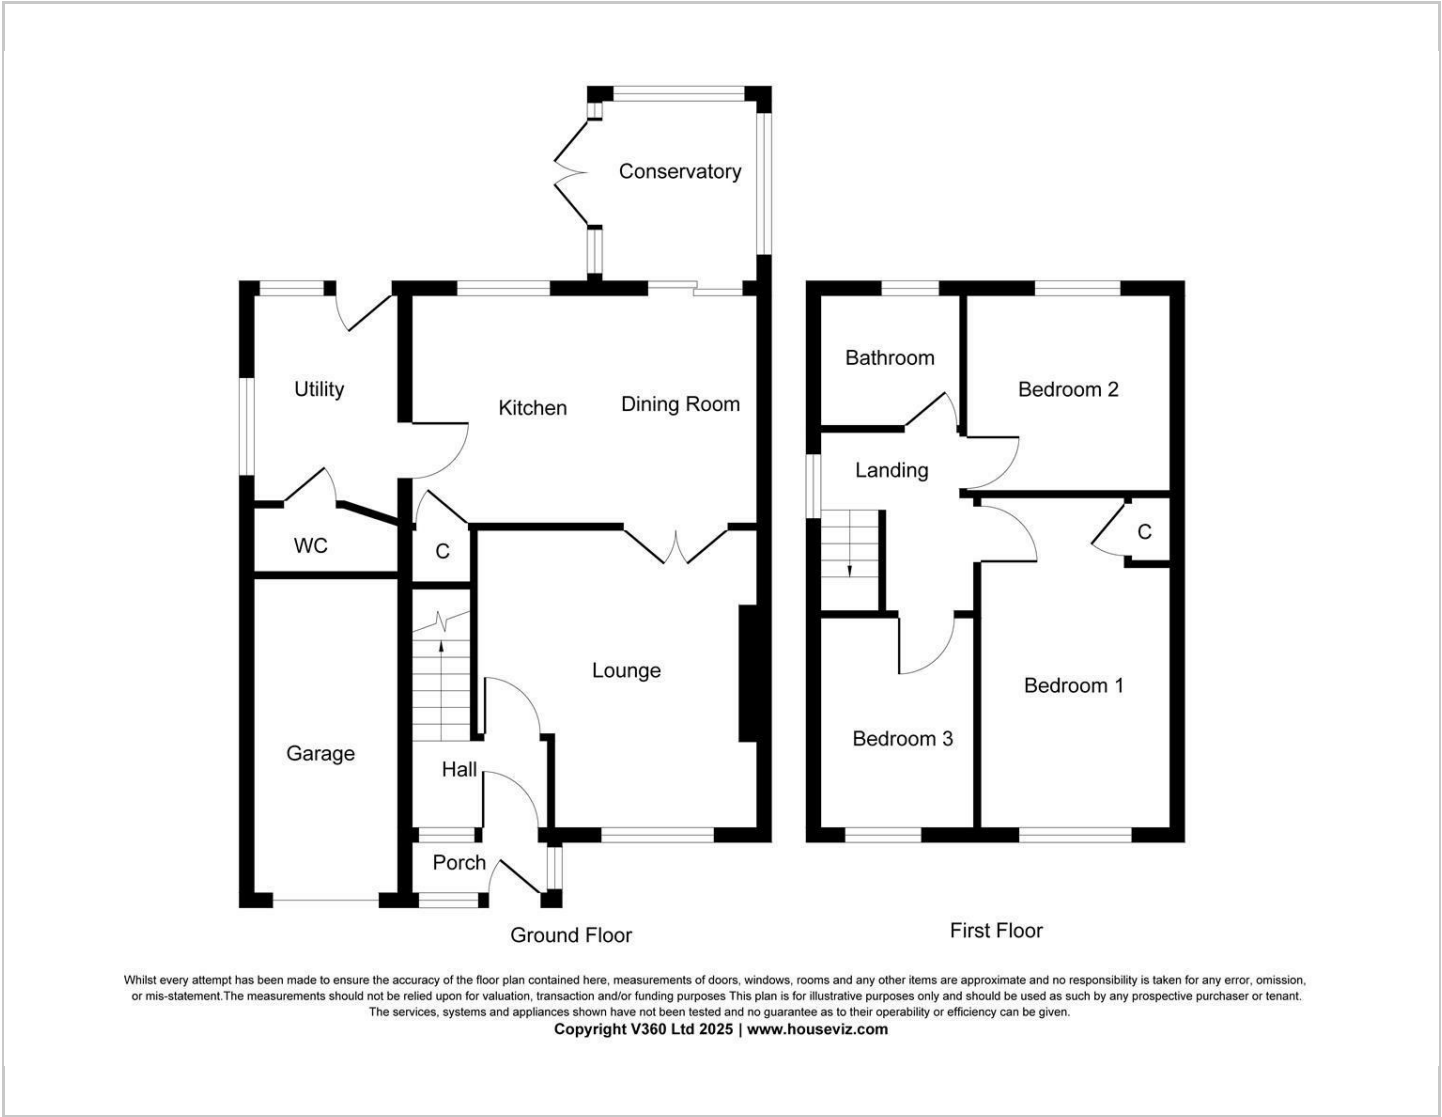 Conservatory
Utility
Kitchen
Dining Room
WC
C
Lounge
Garage
Hall
Porch
Ground Floor
Bathroom
Bedroom 2
Landing
C
Bedroom 1
Bedroom 3
First Floor
Whilst every attempt has been made to ensure the accuracy of the floor plan contained here, measurements of doors, windows, rooms and any other items are approximate and no responsibility is taken for any error, omission,
or mis-statement.The measurements should not be relied upon for valuation, transaction and/or funding purposes This plan is for illustrative purposes only and should be used as such by any prospective purchaser or tenant.
The services, systems and appliances shown have not been tested and no guarantee as to their operability or efficiency can be given.
Copyright V360 Ltd 2025 | www.houseviz.com